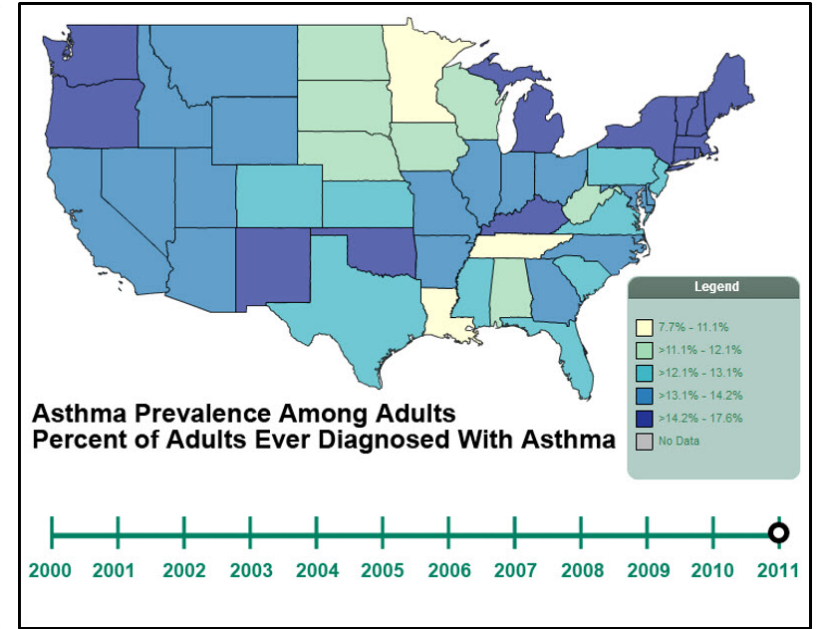 Legend
7.7% - 11.1%
>11.1% - 12.1%
>12.1% - 13.1%
>13.1% - 14.2%
>14.2% - 17.6%
No Data
Asthma Prevalence Among Adults
Percent of Adults Ever Diagnosed With Asthma
2000 2001 2002 2003 2004 2005 2006 2007 2008 2009 2010 2011